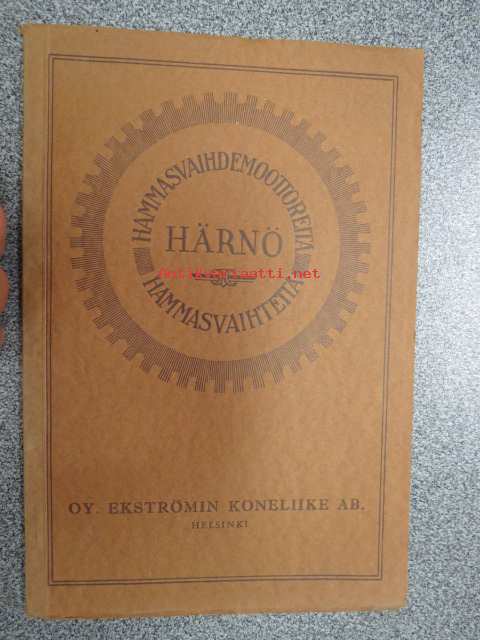 HAMMASVAIHDEMOOTTOREITA
HÄRNÖ
HAMMASVAIHTEITA
OY. EKSTRÖMIN KONELIIKE AB.
HELSINKI